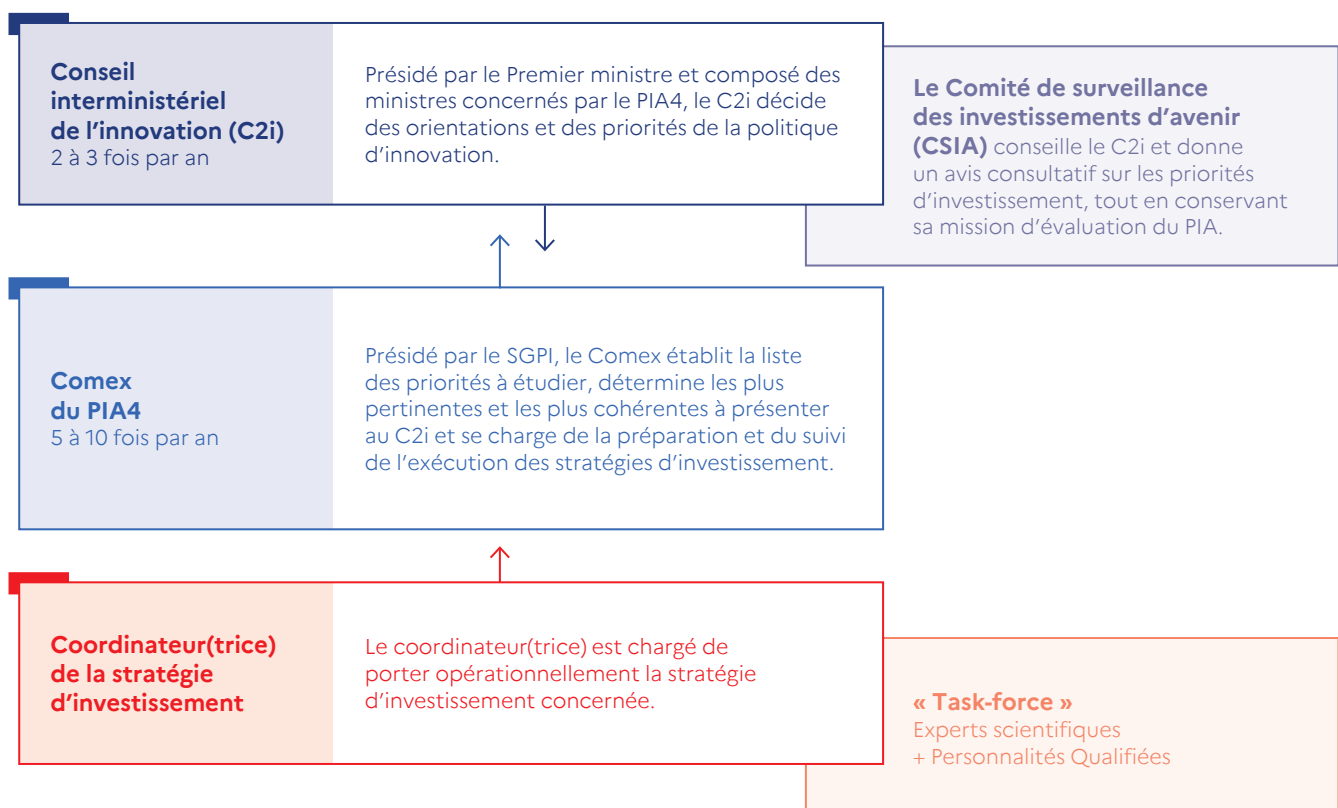 Conseil
interministériel
de l’innovation (C2i)
2 à 3 fois par an
Présidé par le Premier ministre et composé des
ministres concernés par le PIA4, le C2i décide
des orientations et des priorités de la politique
d’innovation.
Le Comité de surveillance
des investissements d’avenir
(CSIA) conseille le C2i et donne
un avis consultatif sur les priorités
d’investissement, tout en conservant
sa mission d’évaluation du PIA.
Comex
du PIA4
5 à 10 fois par an
Présidé par le SGPI, le Comex établit la liste
des priorités à étudier, détermine les plus
pertinentes et les plus cohérentes à présenter
au C2i et se charge de la préparation et du suivi
de l’exécution des stratégies d’investissement.
Coordinateur(trice)
de la stratégie
d’investissement
Le coordinateur(trice) est chargé de
porter opérationnellement la stratégie
d’investissement concernée.
« Task-force »
Experts scientifiques
+ Personnalités Qualifiées